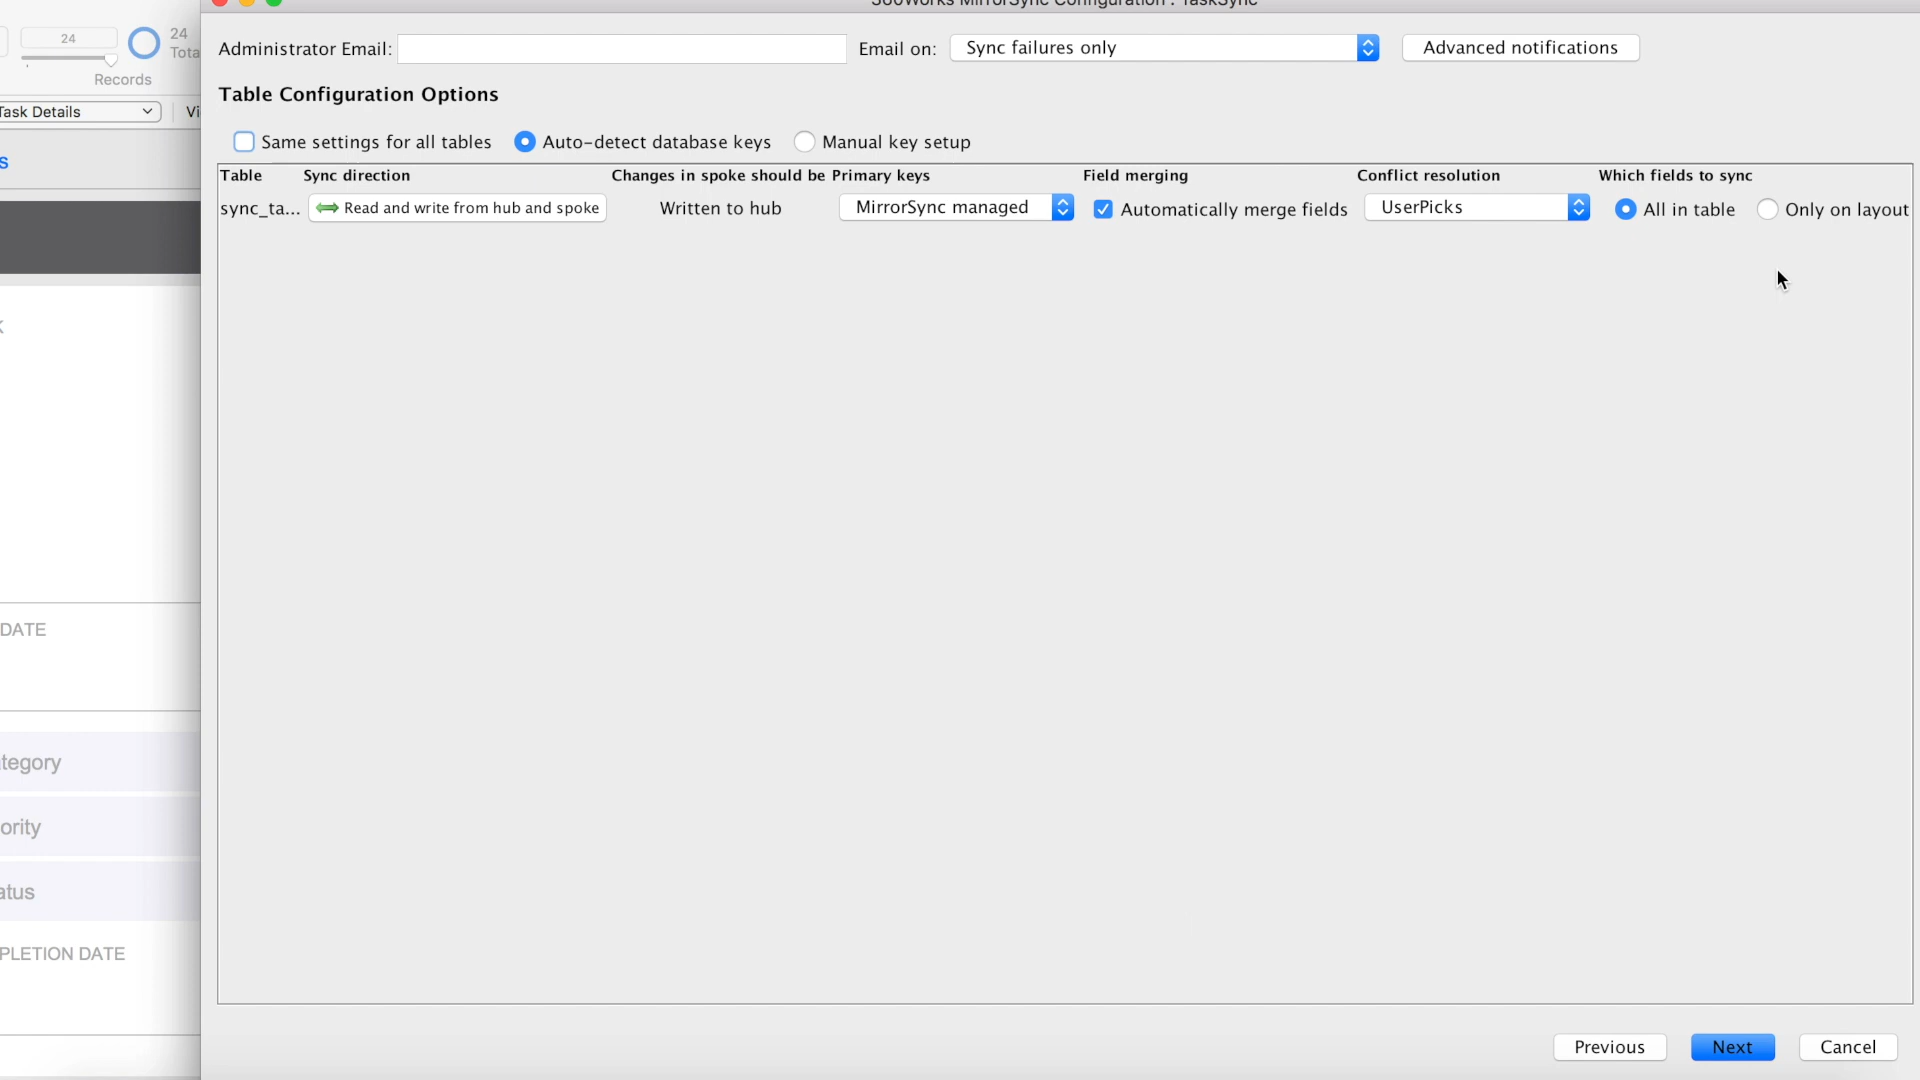 360Works MirrorSync Configuration : TaskSync
24
24
Tota
Records
Task Details
Vi
s
K
DATE
tegory
ority
atus
PLETION DATE
Administrator Email:
Email on: Sync failures only
Advanced notifications
Table Configuration Options
Same settings for all tables Auto-detect database keys Manual key setup
Table Sync direction Changes in spoke should be Primary keys Field merging Conflict resolution Which fields to sync
sync_ta... Read and write from hub and spoke Written to hub MirrorSync managed Automatically merge fields UserPicks All in table Only on layout
Previous Next Cancel